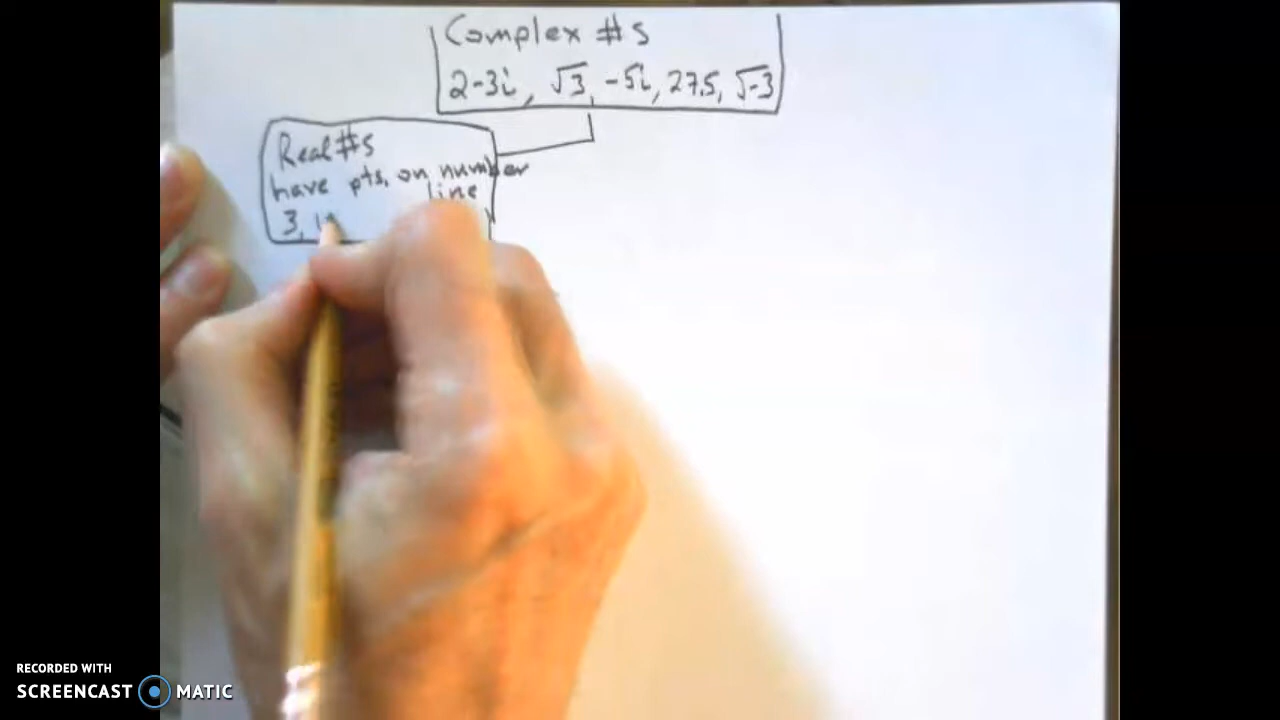 Complex #s
2-3i, √3, -5i, 27.5, √-3
Real #s
have pts. on number
line
3,
RECORDED WITH
SCREENCAST MATIC